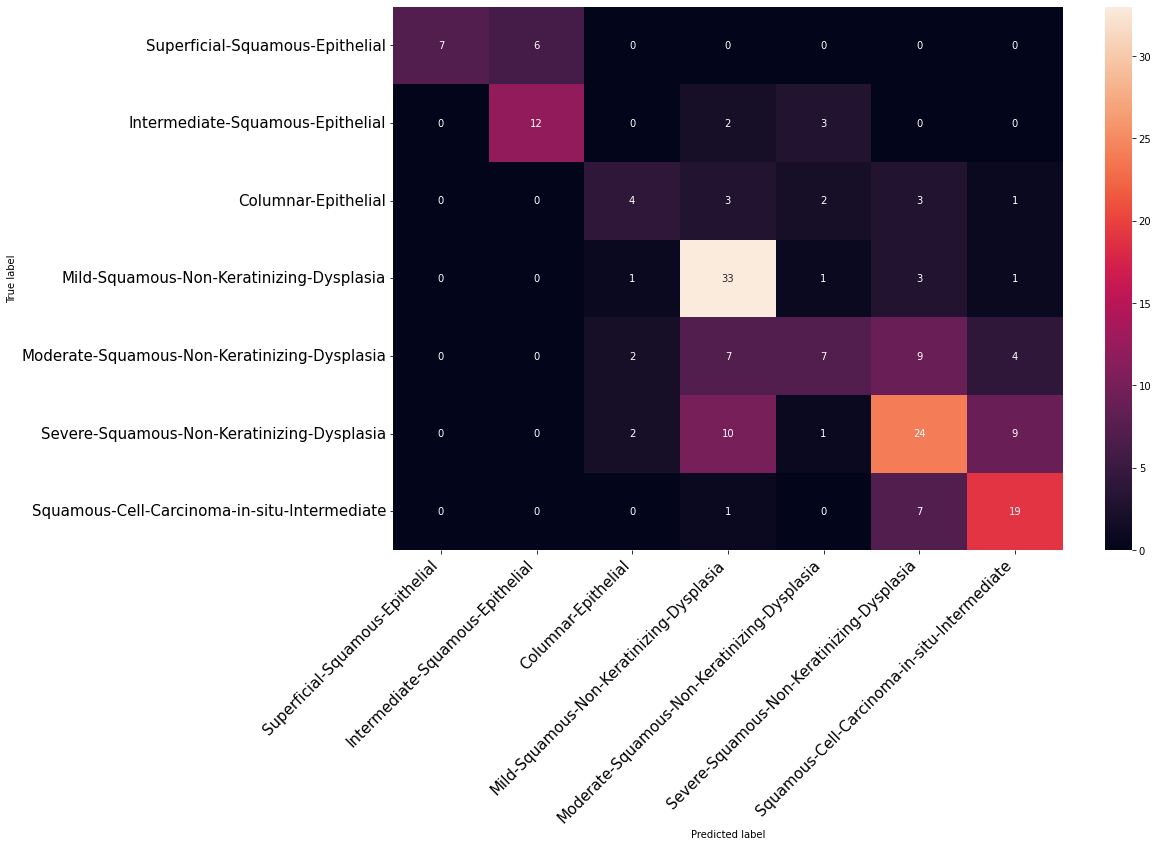 Superficial-Squamous-Epithelial 7 6 0 0 0 0 0
Intermediate-Squamous-Epithelial 0 12 0 2 3 0 0
Columnar-Epithelial 0 0 4 3 2 3 1
Mild-Squamous-Non-Keratinizing-Dysplasia 0 0 1 33 1 3 1
Moderate-Squamous-Non-Keratinizing-Dysplasia 0 0 2 7 7 9 4
Severe-Squamous-Non-Keratinizing-Dysplasia 0 0 2 10 1 24 9
Squamous-Cell-Carcinoma-in-situ-Intermediate 0 0 0 1 0 7 19
True label
30
25
20
15
10
5
0
Superficial-Squamous-Epithelial
Intermediate-Squamous-Epithelial
Columnar-Epithelial
Mild-Squamous-Non-Keratinizing-Dysplasia
Moderate-Squamous-Non-Keratinizing-Dysplasia
Severe-Squamous-Non-Keratinizing-Dysplasia
Squamous-Cell-Carcinoma-in-situ-Intermediate
Predicted label